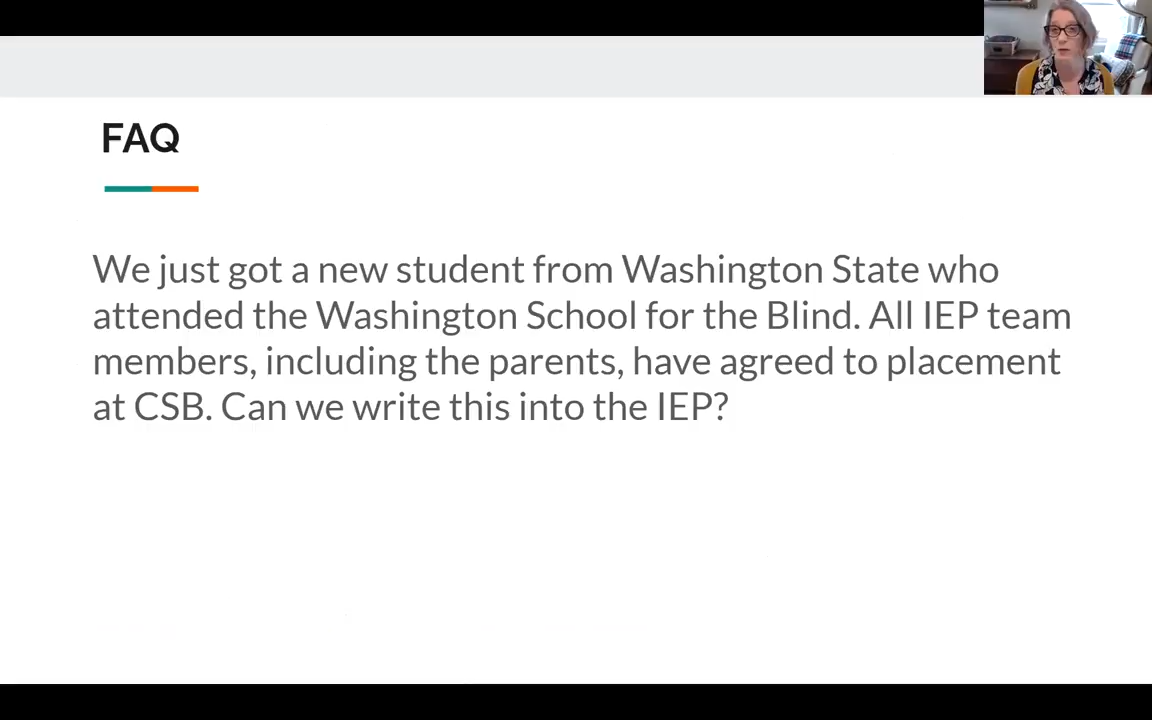 FAQ
We just got a new student from Washington State who
attended the Washington School for the Blind. All IEP team
members, including the parents, have agreed to placement
at CSB. Can we write this into the IEP?